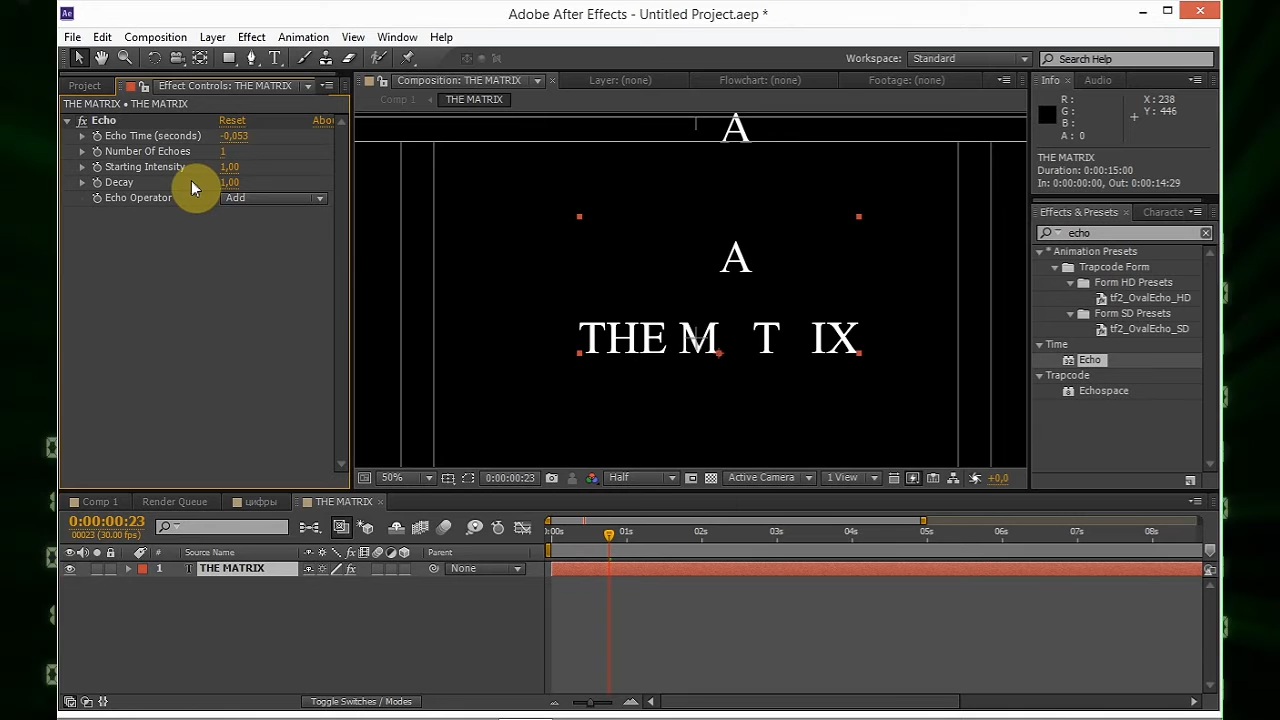 Ae
Adobe After Effects - Untitled Project.aep *
File Edit Composition Layer Effect Animation View Window Help
Workspace: Standard
Search Help
Project
Effect Controls: THE MATRIX
THE MATRIX • THE MATRIX
fx Echo Reset Abou
Echo Time (seconds) -0,053
Number Of Echoes 1
Starting Intensity 1,00
Decay 1,00
Echo Operator Add
Composition: THE MATRIX
Layer: (none)
Flowchart: (none)
Footage: (none)
Comp 1
THE MATRIX
A
A
THE M T IX
50%
0:00:00:23
Half
Active Camera
1 View
+0,0
Info
Audio
R :
G :
B :
A : 0
X: 238
Y: 446
THE MATRIX
Duration: 0:00:15:00
In: 0:00:00:00, Out: 0:00:14:29
Effects & Presets
Characte
echo
* Animation Presets
Trapcode Form
Form HD Presets
tf2_OvalEcho_HD
Form SD Presets
tf2_OvalEcho_SD
Time
Echo
Trapcode
Echospace
Comp 1
Render Queue
цифры
THE MATRIX
0:00:00:23
00023 (30.00 fps)
:00s 01s 02s 03s 04s 05s 06s 07s 08s
# Source Name
Parent
1 T THE MATRIX fx None
Toggle Switches / Modes